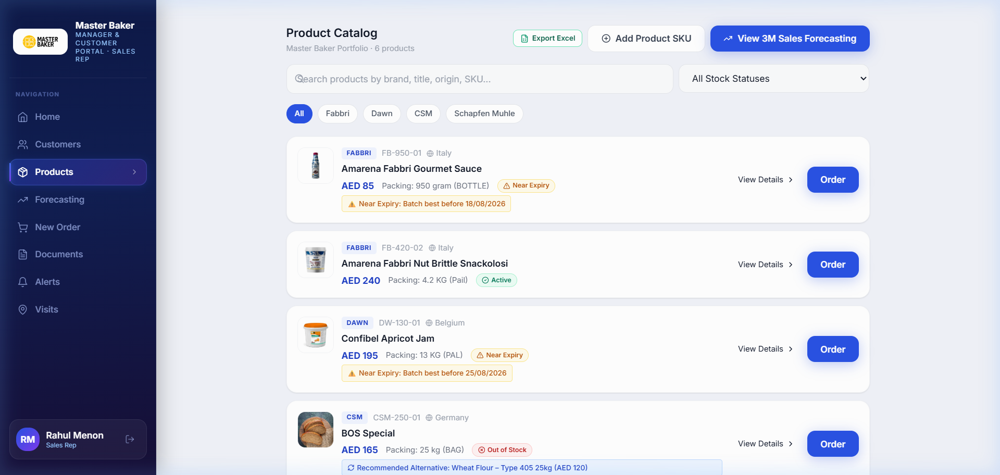 MASTER
BAKER
Master Baker
MANAGER &
CUSTOMER
PORTAL · SALES
REP
NAVIGATION
Home
Customers
Products
Forecasting
New Order
Documents
Alerts
Visits
RM
Rahul Menon
Sales Rep
Product Catalog
Master Baker Portfolio · 6 products
Export Excel
Add Product SKU
View 3M Sales Forecasting
Search products by brand, title, origin, SKU...
All Stock Statuses
All
Fabbri
Dawn
CSM
Schapfen Muhle
FABBRI FB-950-01 Italy
Amarena Fabbri Gourmet Sauce
AED 85 Packing: 950 gram (BOTTLE) Near Expiry
Near Expiry: Batch best before 18/08/2026
View Details
Order
FABBRI FB-420-02 Italy
Amarena Fabbri Nut Brittle Snackolosi
AED 240 Packing: 4.2 KG (Pail) Active
View Details
Order
DAWN DW-130-01 Belgium
Confibel Apricot Jam
AED 195 Packing: 13 KG (PAL) Near Expiry
Near Expiry: Batch best before 25/08/2026
View Details
Order
CSM CSM-250-01 Germany
BOS Special
AED 165 Packing: 25 kg (BAG) Out of Stock
Recommended Alternative: Wheat Flour – Type 405 25kg (AED 120)
View Details
Order